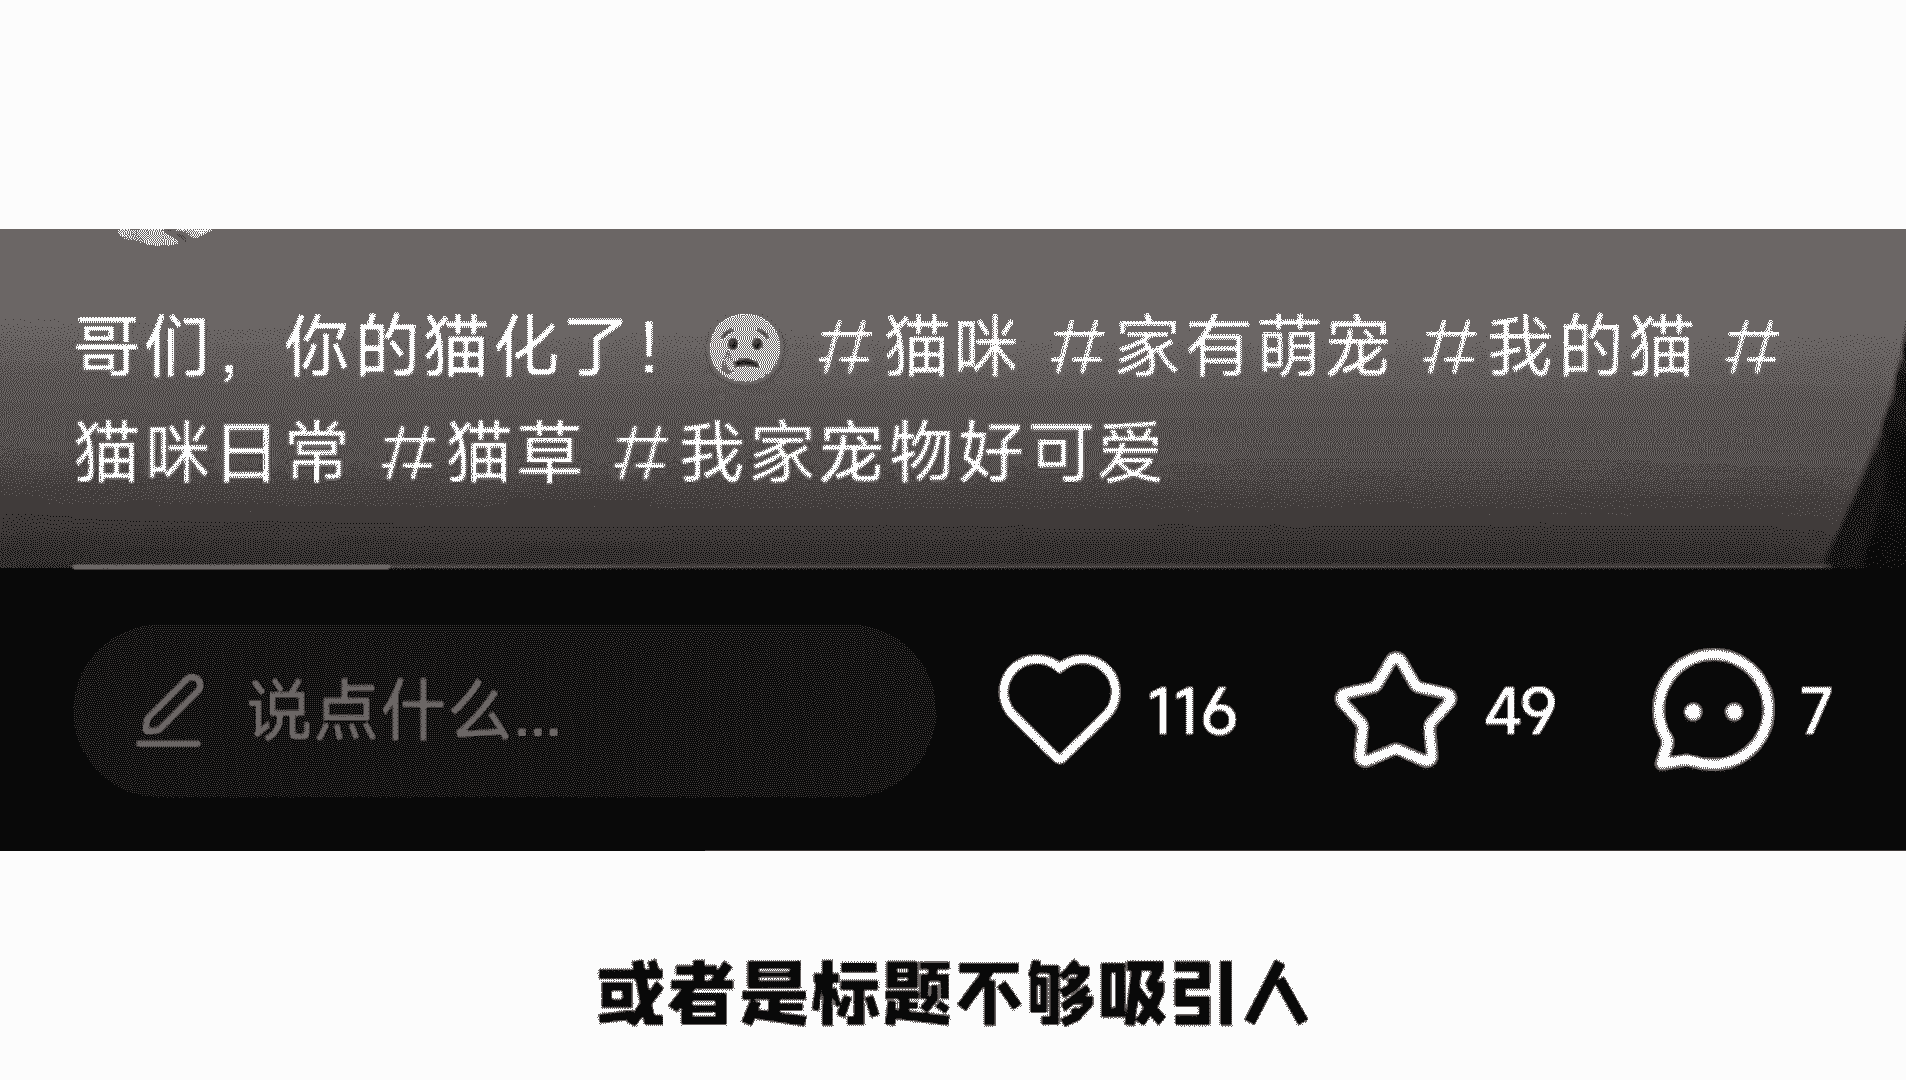 哥们，你的猫化了！😢 #猫咪 #家有萌宠 #我的猫 #
猫咪日常 #猫草 #我家宠物好可爱
说点什么... 116 49 7
或者是标题不够吸引人